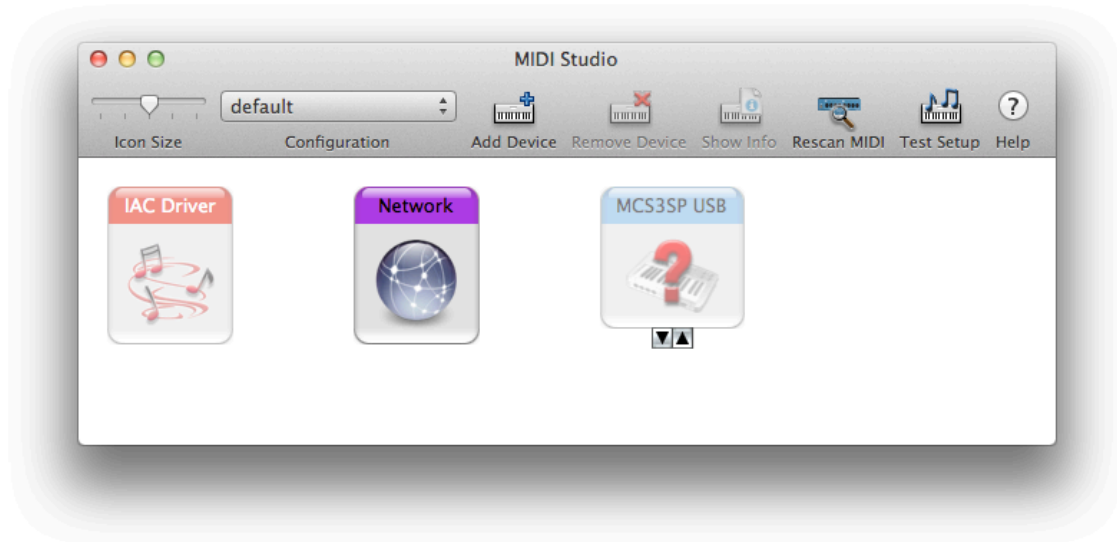 MIDI Studio
default
Icon Size Configuration Add Device Remove Device Show Info Rescan MIDI Test Setup Help
IAC Driver Network MCS3SP USB